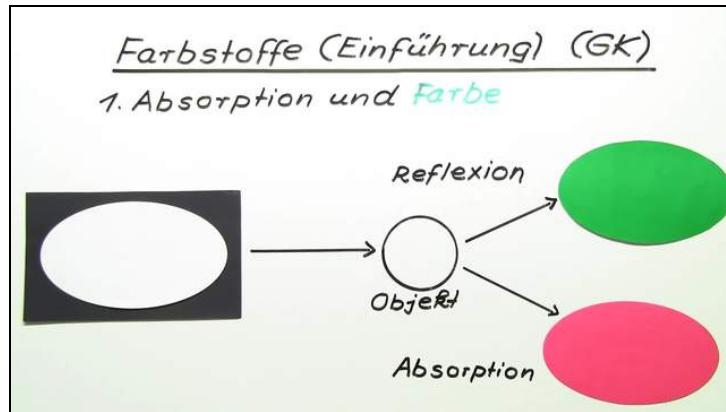 Farbstoffe (Einführung) (GK)
1. Absorption und Farbe
Reflexion
Objekt
Absorption